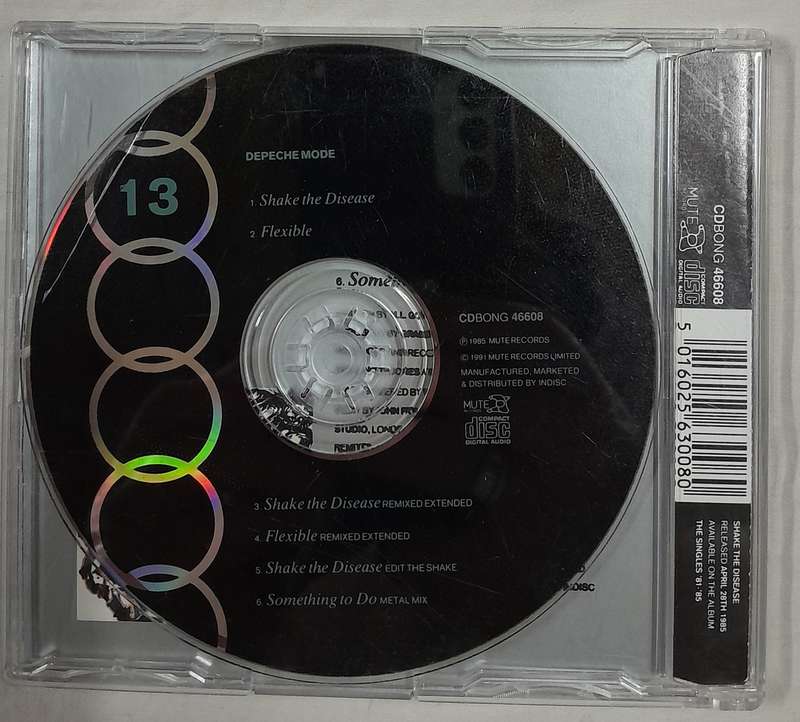 13
DEPECHE MODE
1. Shake the Disease
2. Flexible
CDBONG 46608
℗ 1985 MUTE RECORDS
© 1991 MUTE RECORDS LIMITED
MANUFACTURED, MARKETED
& DISTRIBUTED BY INDISC
MUTE
COMPACT
disc
DIGITAL AUDIO
3. Shake the Disease REMIXED EXTENDED
4. Flexible REMIXED EXTENDED
5. Shake the Disease EDIT THE SHAKE
6. Something to Do METAL MIX
6.
STUDIO,
CDBONG 46608
MUTE
COMPACT
disc
DIGITAL AUDIO
5 016025 630080
SHAKE THE DISEASE
RELEASED APRIL 28TH 1985
AVAILABLE ON THE ALBUM
THE SINGLES '81-'85